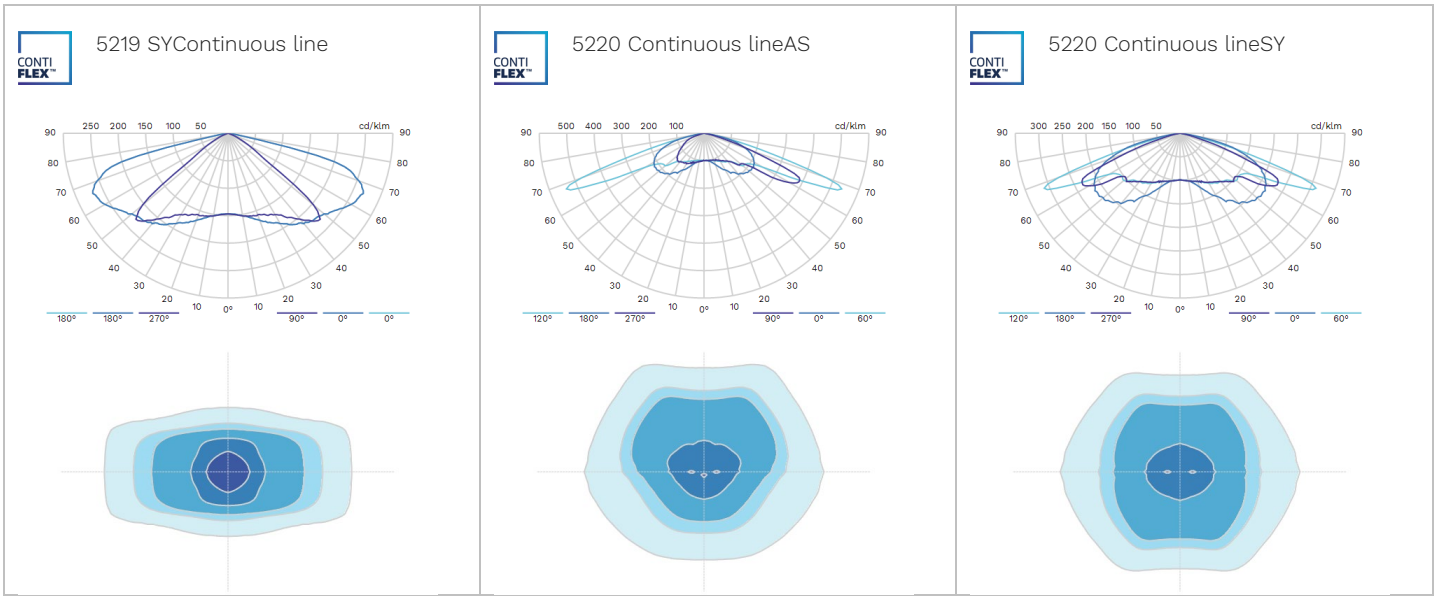 5219 SYContinuous line
CONTI
FLEX™
90 250 200 150 100 50 cd/klm 90
80 80
70 70
60 60
50 50
40 40
30 30
20 20
10 0° 10
180° 180° 270° 90° 0° 0°
5220 Continuous lineAS
CONTI
FLEX™
90 500 400 300 200 100 cd/klm 90
80 80
70 70
60 60
50 50
40 40
30 30
20 20
10 0° 10
120° 180° 270° 90° 0° 60°
5220 Continuous lineSY
CONTI
FLEX™
90 300 250 200 150 100 50 cd/klm 90
80 80
70 70
60 60
50 50
40 40
30 30
20 20
10 0° 10
120° 180° 270° 90° 0° 60°